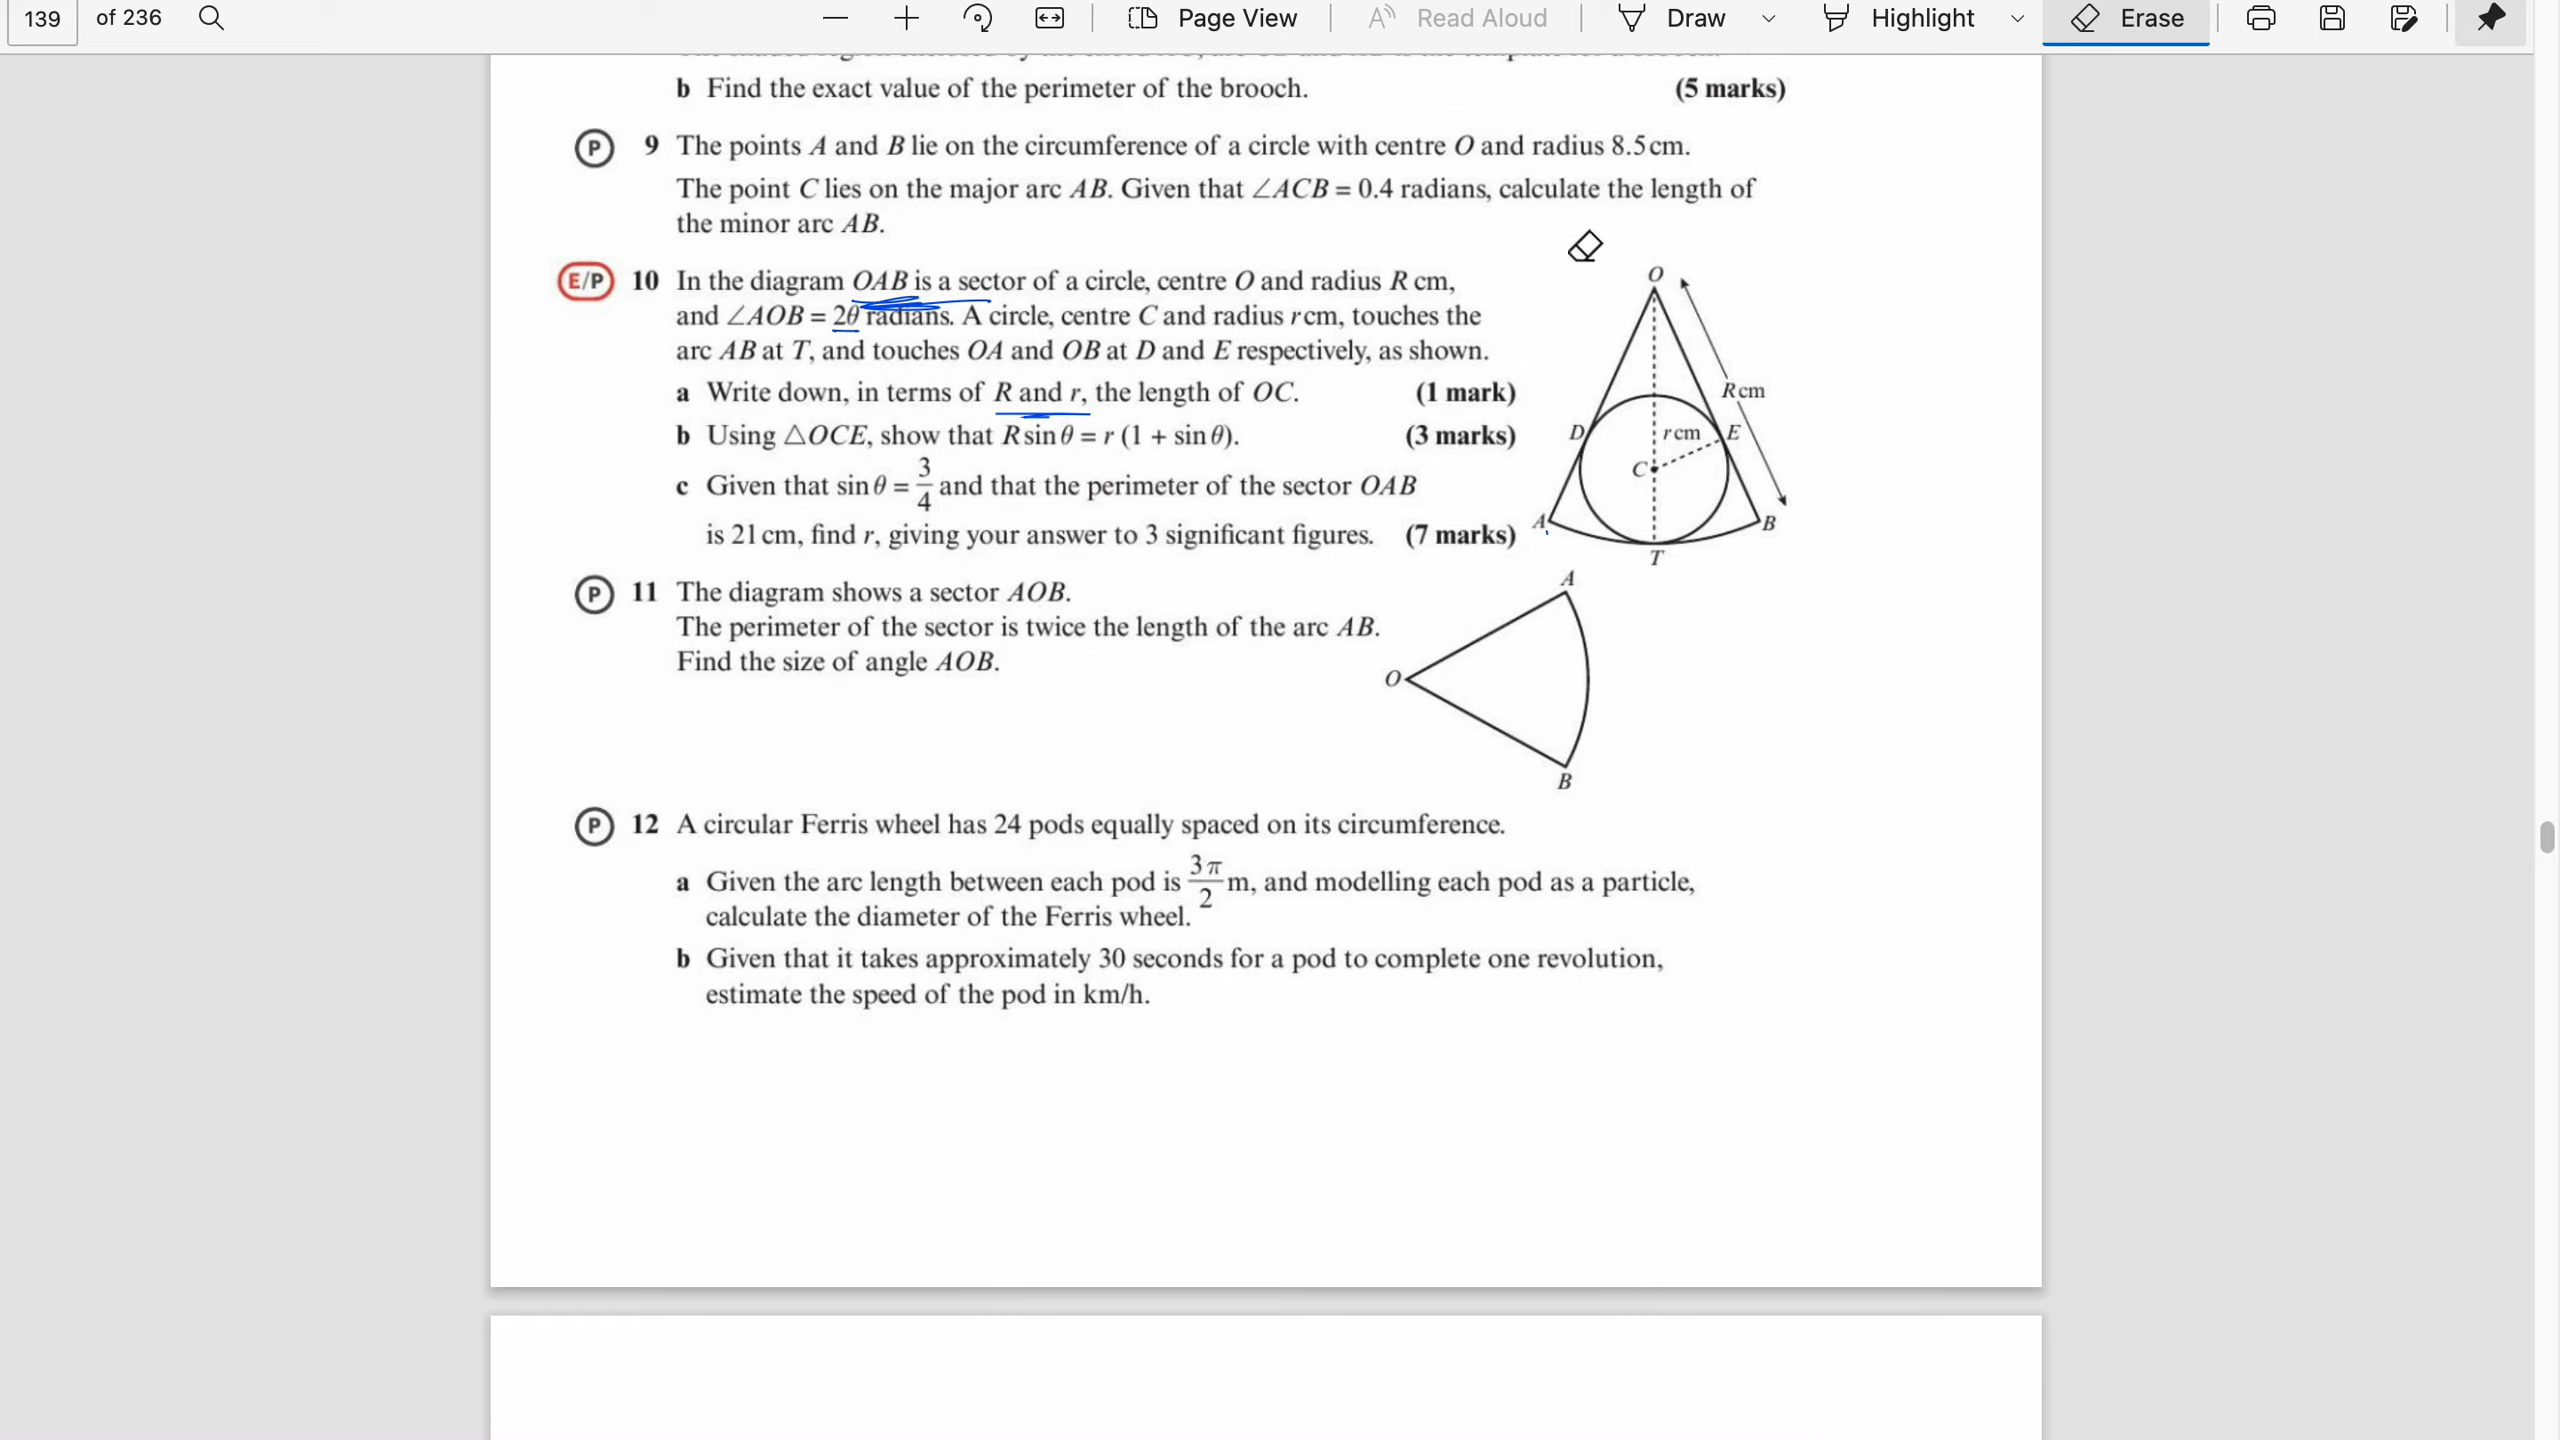 139 of 236 Page View Read Aloud Draw Highlight Erase
b Find the exact value of the perimeter of the brooch. (5 marks)
P 9 The points A and B lie on the circumference of a circle with centre O and radius 8.5cm.
The point C lies on the major arc AB. Given that ∠ACB = 0.4 radians, calculate the length of
the minor arc AB.
E/P 10 In the diagram OAB is a sector of a circle, centre O and radius R cm,
and ∠AOB = 2θ radians. A circle, centre C and radius r cm, touches the
arc AB at T, and touches OA and OB at D and E respectively, as shown.
a Write down, in terms of R and r, the length of OC. (1 mark)
b Using △OCE, show that R sin θ = r (1 + sin θ). (3 marks)
c Given that sin θ = 3/4 and that the perimeter of the sector OAB
is 21 cm, find r, giving your answer to 3 significant figures. (7 marks)
O
R cm
D
r cm
E
C
A
B
T
P 11 The diagram shows a sector AOB.
The perimeter of the sector is twice the length of the arc AB.
Find the size of angle AOB.
A
O
B
P 12 A circular Ferris wheel has 24 pods equally spaced on its circumference.
a Given the arc length between each pod is 3π/2 m, and modelling each pod as a particle,
calculate the diameter of the Ferris wheel.
b Given that it takes approximately 30 seconds for a pod to complete one revolution,
estimate the speed of the pod in km/h.